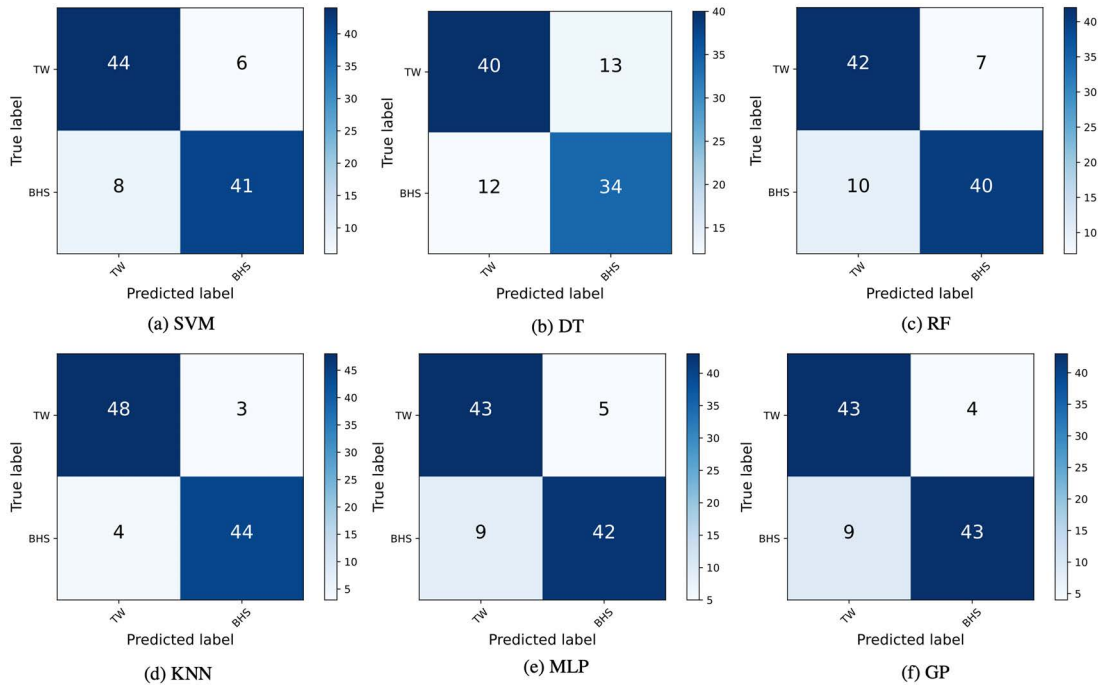 True label
TW
BHS
44
6
8
41
40
35
30
25
20
15
10
TW
BHS
Predicted label
(a) SVM
True label
TW
BHS
40
13
12
34
40
35
30
25
20
15
TW
BHS
Predicted label
(b) DT
True label
TW
BHS
42
7
10
40
40
35
30
25
20
15
10
TW
BHS
Predicted label
(c) RF
True label
TW
BHS
48
3
4
44
45
40
35
30
25
20
15
10
5
TW
BHS
Predicted label
(d) KNN
True label
TW
BHS
43
5
9
42
40
35
30
25
20
15
10
5
TW
BHS
Predicted label
(e) MLP
True label
TW
BHS
43
4
9
43
40
35
30
25
20
15
10
5
TW
BHS
Predicted label
(f) GP